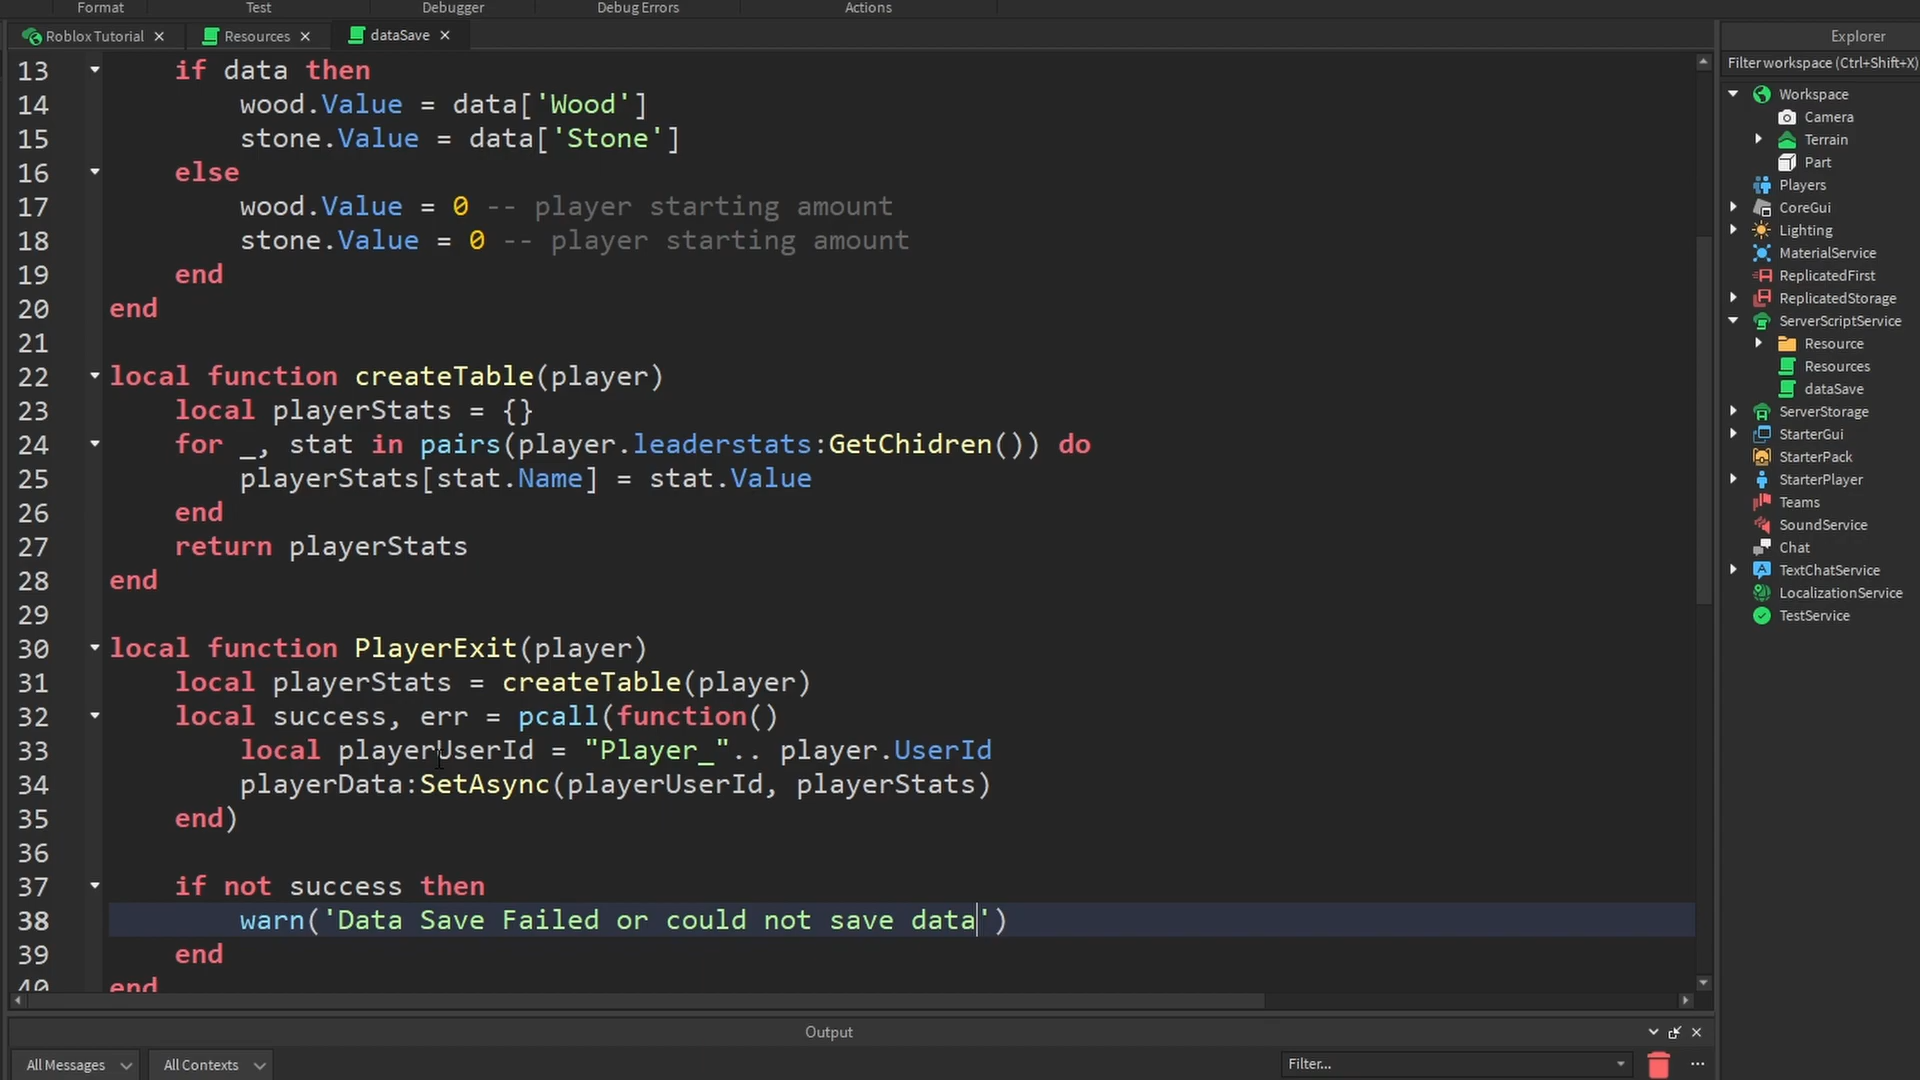 Format Test Debugger Debug Errors Actions
Roblox Tutorial × Resources × dataSave × Explorer
Filter workspace (Ctrl+Shift+X)
13 if data then
14 wood.Value = data['Wood']
15 stone.Value = data['Stone']
16 else
17 wood.Value = 0 -- player starting amount
18 stone.Value = 0 -- player starting amount
19 end
20 end
21
22 local function createTable(player)
23 local playerStats = {}
24 for _, stat in pairs(player.leaderstats:GetChidren()) do
25 playerStats[stat.Name] = stat.Value
26 end
27 return playerStats
28 end
29
30 local function PlayerExit(player)
31 local playerStats = createTable(player)
32 local success, err = pcall(function()
33 local playerUserId = "Player_".. player.UserId
34 playerData:SetAsync(playerUserId, playerStats)
35 end)
36
37 if not success then
38 warn('Data Save Failed or could not save data')
39 end
40 end
Workspace
Camera
Terrain
Part
Players
CoreGui
Lighting
MaterialService
ReplicatedFirst
ReplicatedStorage
ServerScriptService
Resource
Resources
dataSave
ServerStorage
StarterGui
StarterPack
StarterPlayer
Teams
SoundService
Chat
TextChatService
LocalizationService
TestService
Output
All Messages All Contexts Filter...